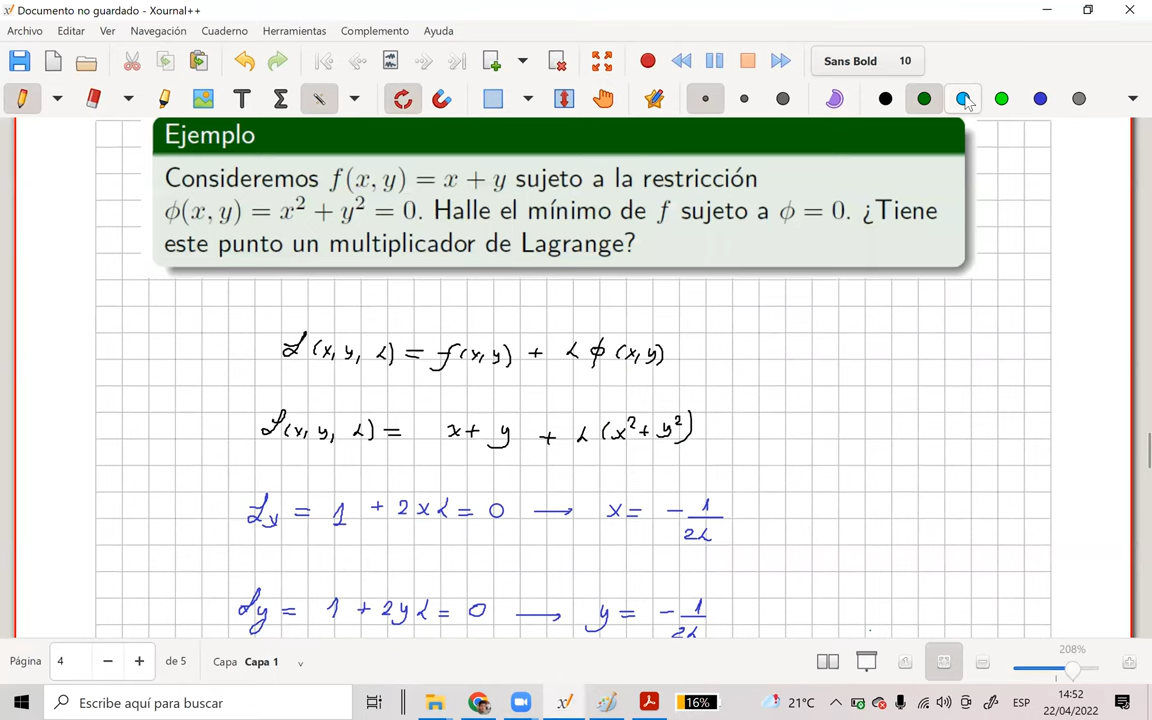 Documento no guardado - Xournal++
Archivo Editar Ver Navegación Cuaderno Herramientas Complemento Ayuda
Sans Bold 10
Ejemplo
Consideremos f(x, y) = x + y sujeto a la restricción
ϕ(x, y) = x² + y² = 0. Halle el mínimo de f sujeto a ϕ = 0. ¿Tiene
este punto un multiplicador de Lagrange?
ℒ(x, y, λ) = f(x, y) + λ ϕ(x, y)
ℒ(x, y, λ) = x + y + λ(x² + y²)
ℒx = 1 + 2xλ = 0 → x = - 1/2λ
ℒy = 1 + 2yλ = 0 → y = - 1/2λ
Página 4 de 5 Capa Capa 1 208%
Escribe aquí para buscar 16% 21°C ESP 14:52
22/04/2022